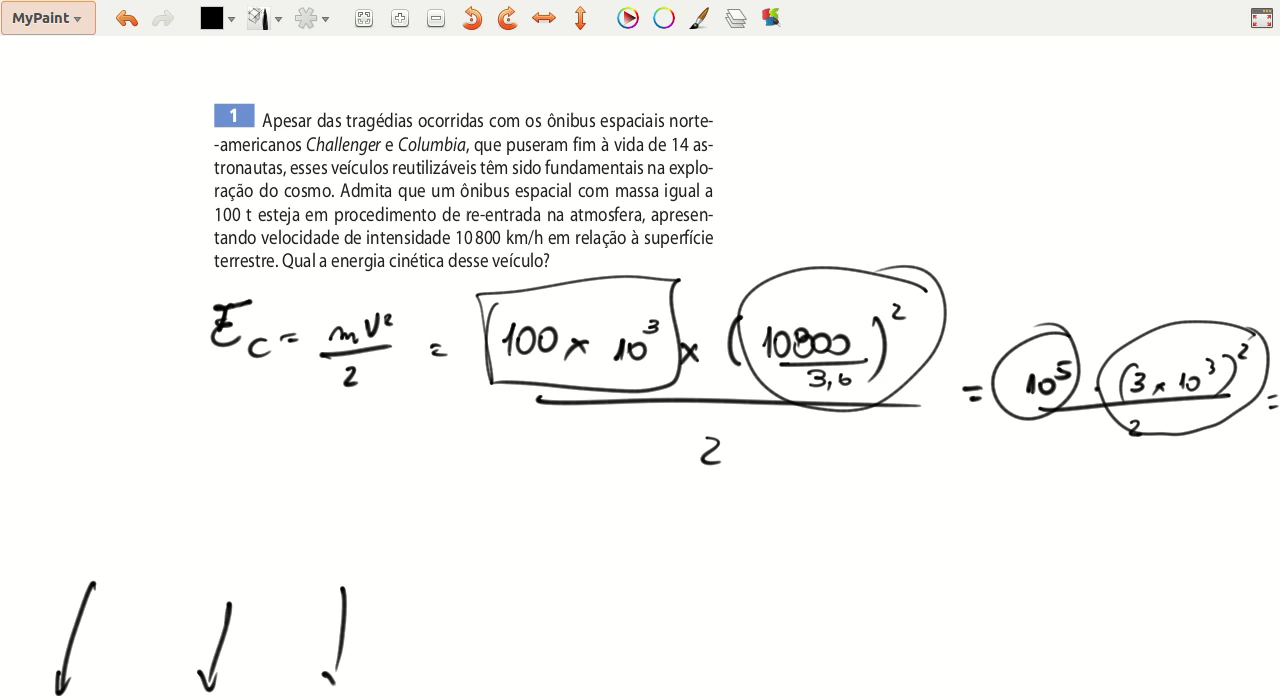 MyPaint
1 Apesar das tragédias ocorridas com os ônibus espaciais norte-
-americanos Challenger e Columbia, que puseram fim à vida de 14 as-
tronautas, esses veículos reutilizáveis têm sido fundamentais na explo-
ração do cosmo. Admita que um ônibus espacial com massa igual a
100 t esteja em procedimento de re-entrada na atmosfera, apresen-
tando velocidade de intensidade 10 800 km/h em relação à superfície
terrestre. Qual a energia cinética desse veículo?
Ec = mv²/2 = (100 × 10³) × (10800/3,6)² / 2 = 10⁵ · (3 × 10³)² / 2 =